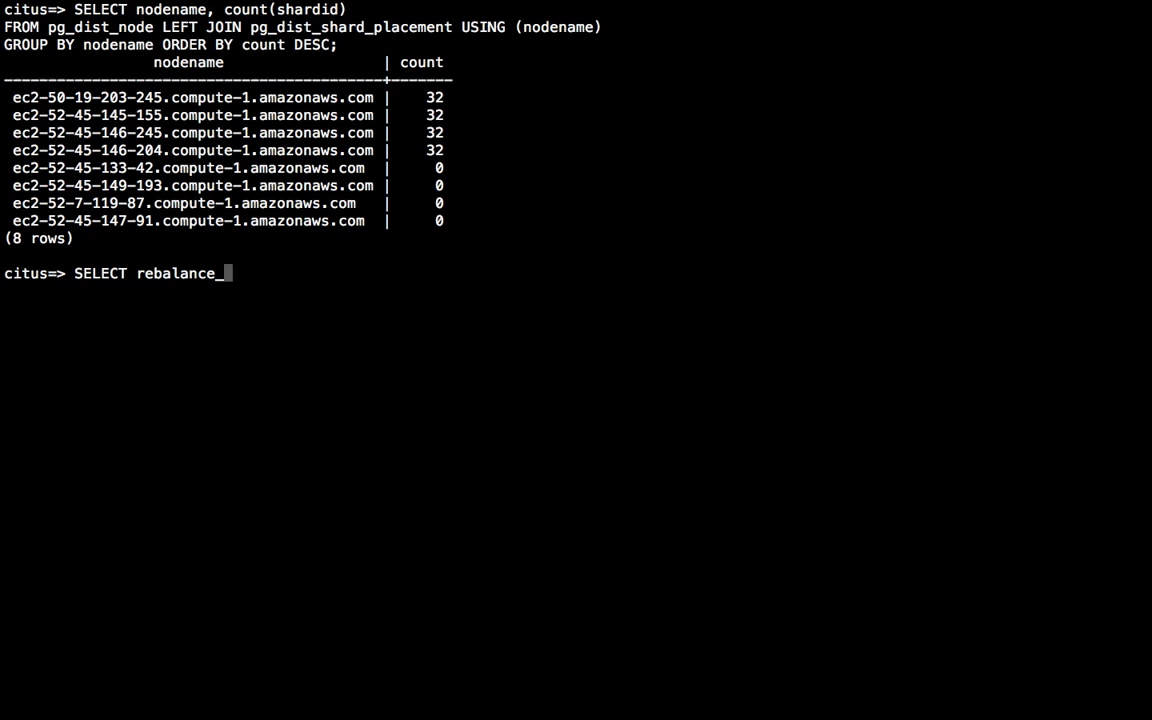 citus=> SELECT nodename, count(shardid)
FROM pg_dist_node LEFT JOIN pg_dist_shard_placement USING (nodename)
GROUP BY nodename ORDER BY count DESC;
                 nodename                  | count
-------------------------------------------+-------
 ec2-50-19-203-245.compute-1.amazonaws.com |    32
 ec2-52-45-145-155.compute-1.amazonaws.com |    32
 ec2-52-45-146-245.compute-1.amazonaws.com |    32
 ec2-52-45-146-204.compute-1.amazonaws.com |    32
 ec2-52-45-133-42.compute-1.amazonaws.com  |     0
 ec2-52-45-149-193.compute-1.amazonaws.com |     0
 ec2-52-7-119-87.compute-1.amazonaws.com   |     0
 ec2-52-45-147-91.compute-1.amazonaws.com  |     0
(8 rows)
citus=> SELECT rebalance_